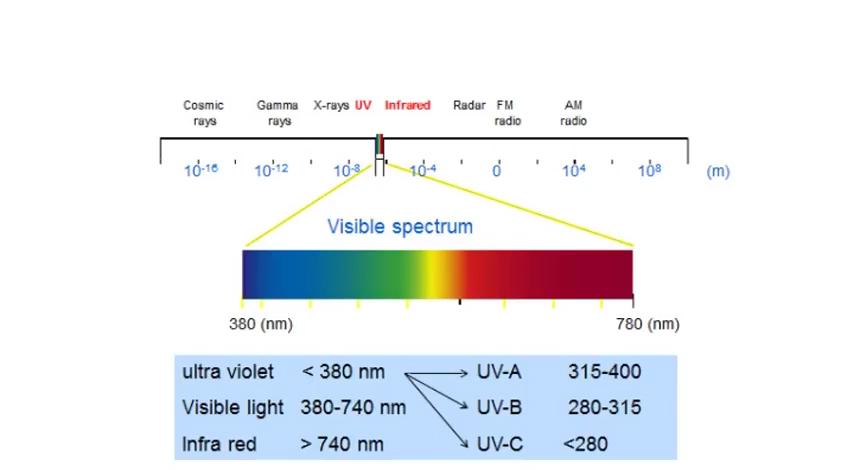 Cosmic rays Gamma rays X-rays UV Infrared Radar FM radio AM radio
10-16 10-12 10-8 10-4 0 104 108 (m)
Visible spectrum
380 (nm) 780 (nm)
ultra violet < 380 nm UV-A 315-400
Visible light 380-740 nm UV-B 280-315
Infra red > 740 nm UV-C <280